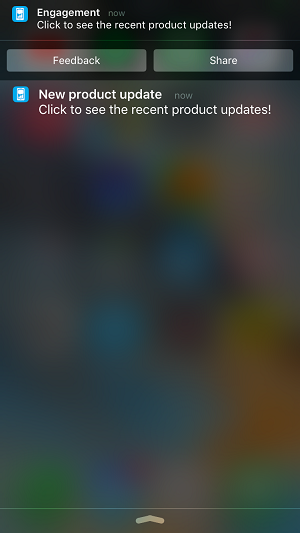 Engagement now
Click to see the recent product updates!
Feedback Share
New product update now
Click to see the recent product updates!